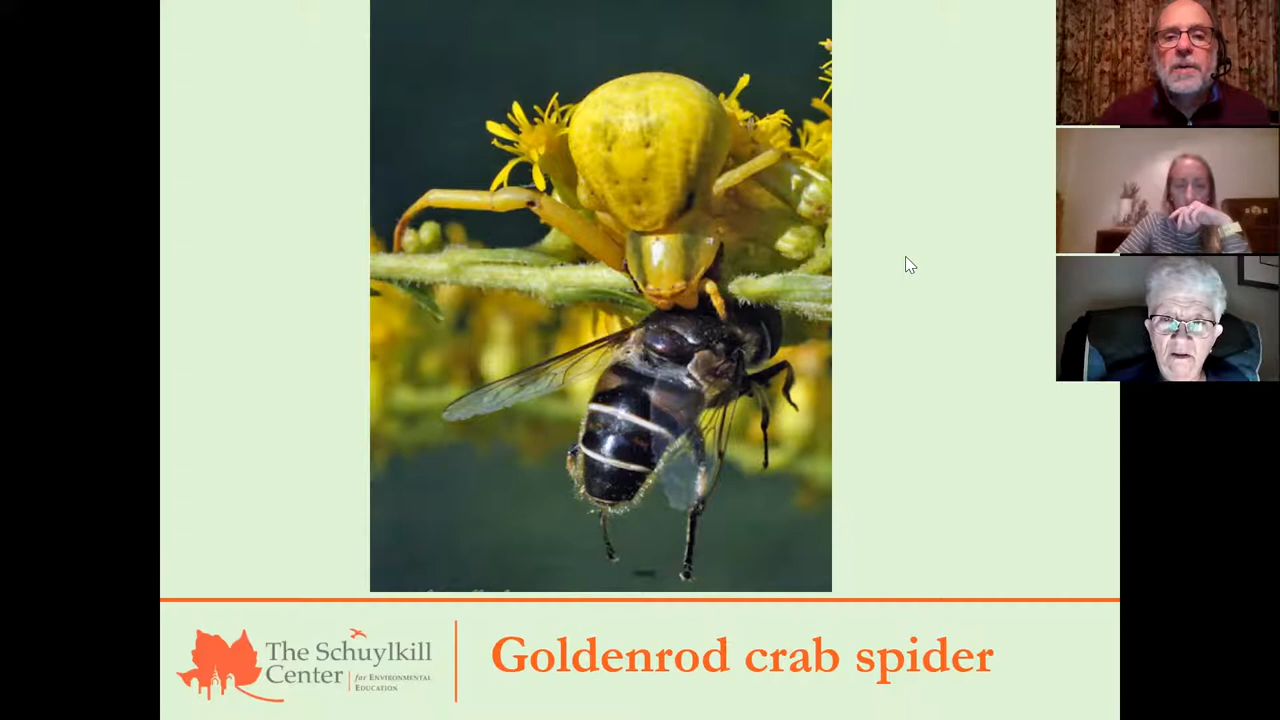 The Schuylkill
Center
for ENVIRONMENTAL
EDUCATION
Goldenrod crab spider